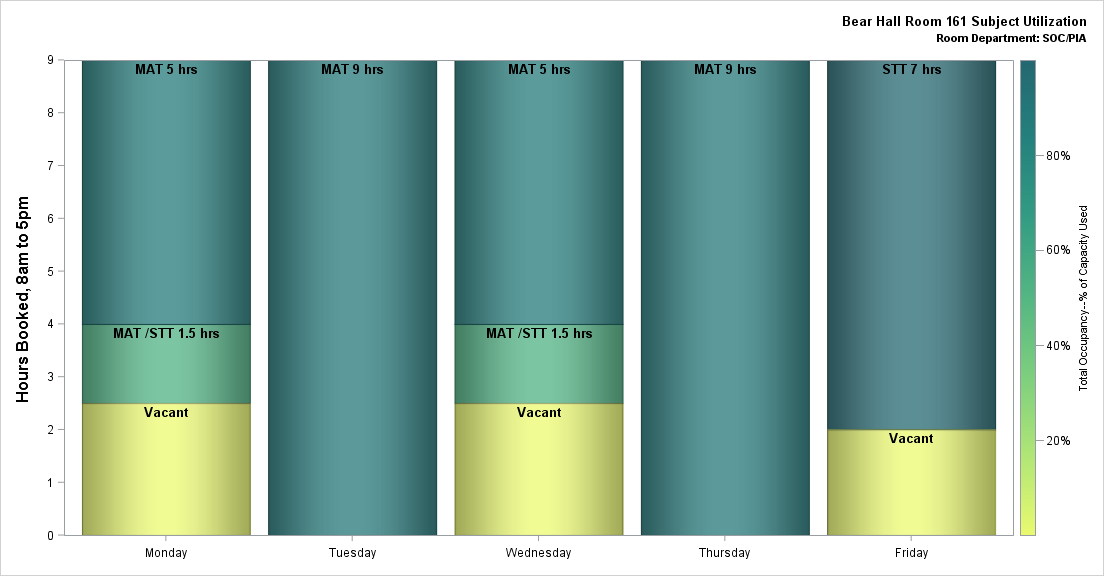 Bear Hall Room 161 Subject Utilization
Room Department: SOC/PIA
Hours Booked, 8am to 5pm
9
8
7
6
5
4
3
2
1
0
MAT 5 hrs
MAT /STT 1.5 hrs
Vacant
MAT 9 hrs
MAT 5 hrs
MAT /STT 1.5 hrs
Vacant
MAT 9 hrs
STT 7 hrs
Vacant
Monday
Tuesday
Wednesday
Thursday
Friday
80%
60%
40%
20%
Total Occupancy--% of Capacity Used